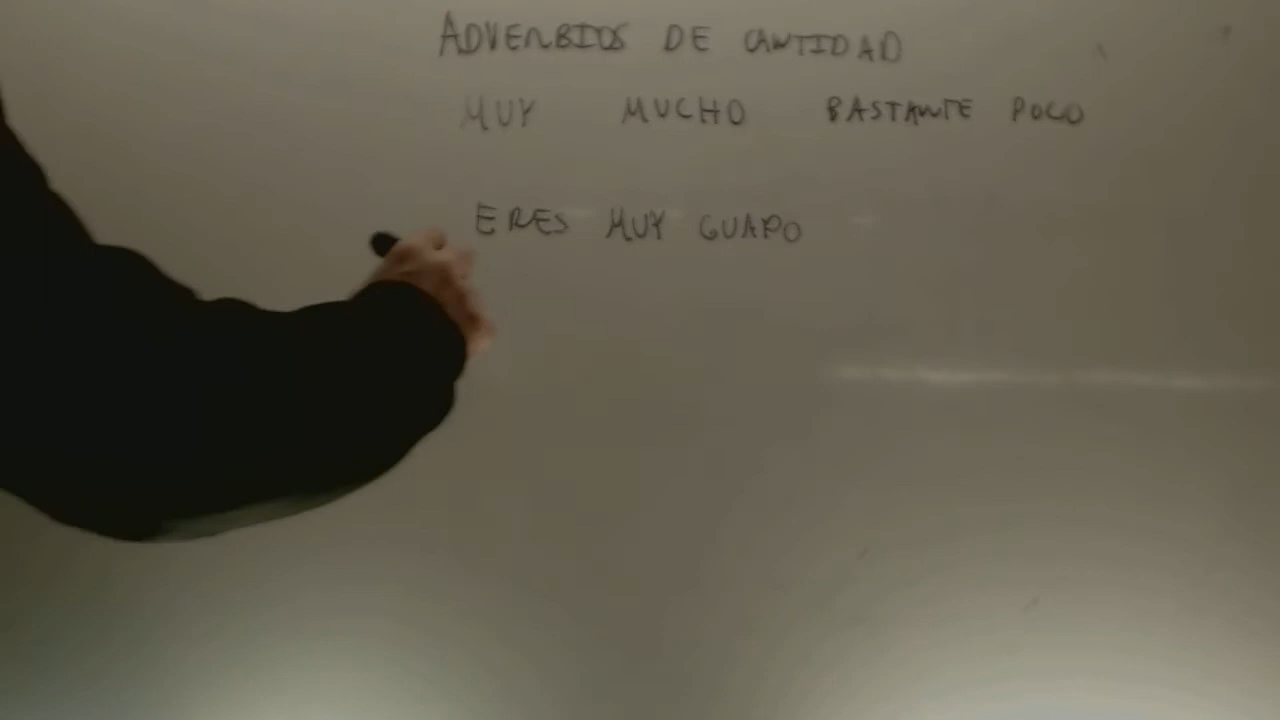 ADVERBIOS DE CANTIDAD
MUY MUCHO BASTANTE POCO
ERES MUY GUAPO